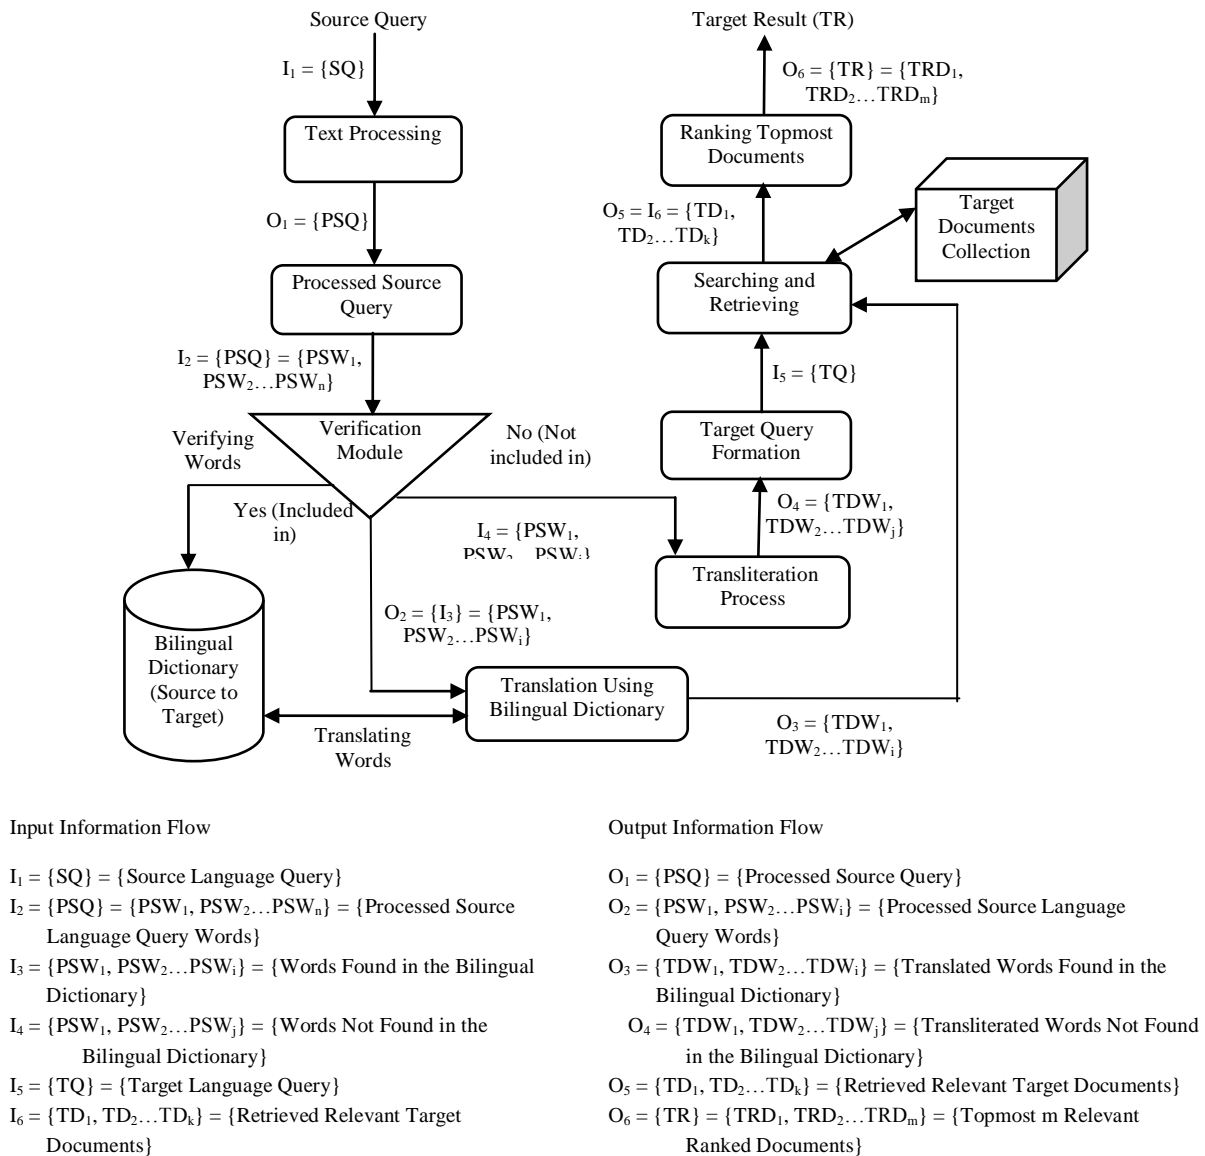 Source Query
I₁ = {SQ}
Text Processing
O₁ = {PSQ}
Processed Source
Query
I₂ = {PSQ} = {PSW₁,
PSW₂…PSWₙ}
Verification
Module
Verifying
Words
No (Not
included in)
Yes (Included
in)
I₄ = {PSW₁,
PSW₂…PSWⱼ}
O₂ = {I₃} = {PSW₁,
PSW₂…PSWᵢ}
Bilingual
Dictionary
(Source to
Target)
Translating
Words
Translation Using
Bilingual Dictionary
O₃ = {TDW₁,
TDW₂…TDWᵢ}
Transliteration
Process
O₄ = {TDW₁,
TDW₂…TDWⱼ}
Target Query
Formation
I₅ = {TQ}
Searching and
Retrieving
Target
Documents
Collection
O₅ = I₆ = {TD₁,
TD₂…TDₖ}
Ranking Topmost
Documents
O₆ = {TR} = {TRD₁,
TRD₂…TRDₘ}
Target Result (TR)
Input Information Flow
I₁ = {SQ} = {Source Language Query}
I₂ = {PSQ} = {PSW₁, PSW₂…PSWₙ} = {Processed Source
Language Query Words}
I₃ = {PSW₁, PSW₂…PSWᵢ} = {Words Found in the Bilingual
Dictionary}
I₄ = {PSW₁, PSW₂…PSWⱼ} = {Words Not Found in the
Bilingual Dictionary}
I₅ = {TQ} = {Target Language Query}
I₆ = {TD₁, TD₂…TDₖ} = {Retrieved Relevant Target
Documents}
Output Information Flow
O₁ = {PSQ} = {Processed Source Query}
O₂ = {PSW₁, PSW₂…PSWᵢ} = {Processed Source Language
Query Words}
O₃ = {TDW₁, TDW₂…TDWᵢ} = {Translated Words Found in the
Bilingual Dictionary}
O₄ = {TDW₁, TDW₂…TDWⱼ} = {Transliterated Words Not Found
in the Bilingual Dictionary}
O₅ = {TD₁, TD₂…TDₖ} = {Retrieved Relevant Target Documents}
O₆ = {TR} = {TRD₁, TRD₂…TRDₘ} = {Topmost m Relevant
Ranked Documents}